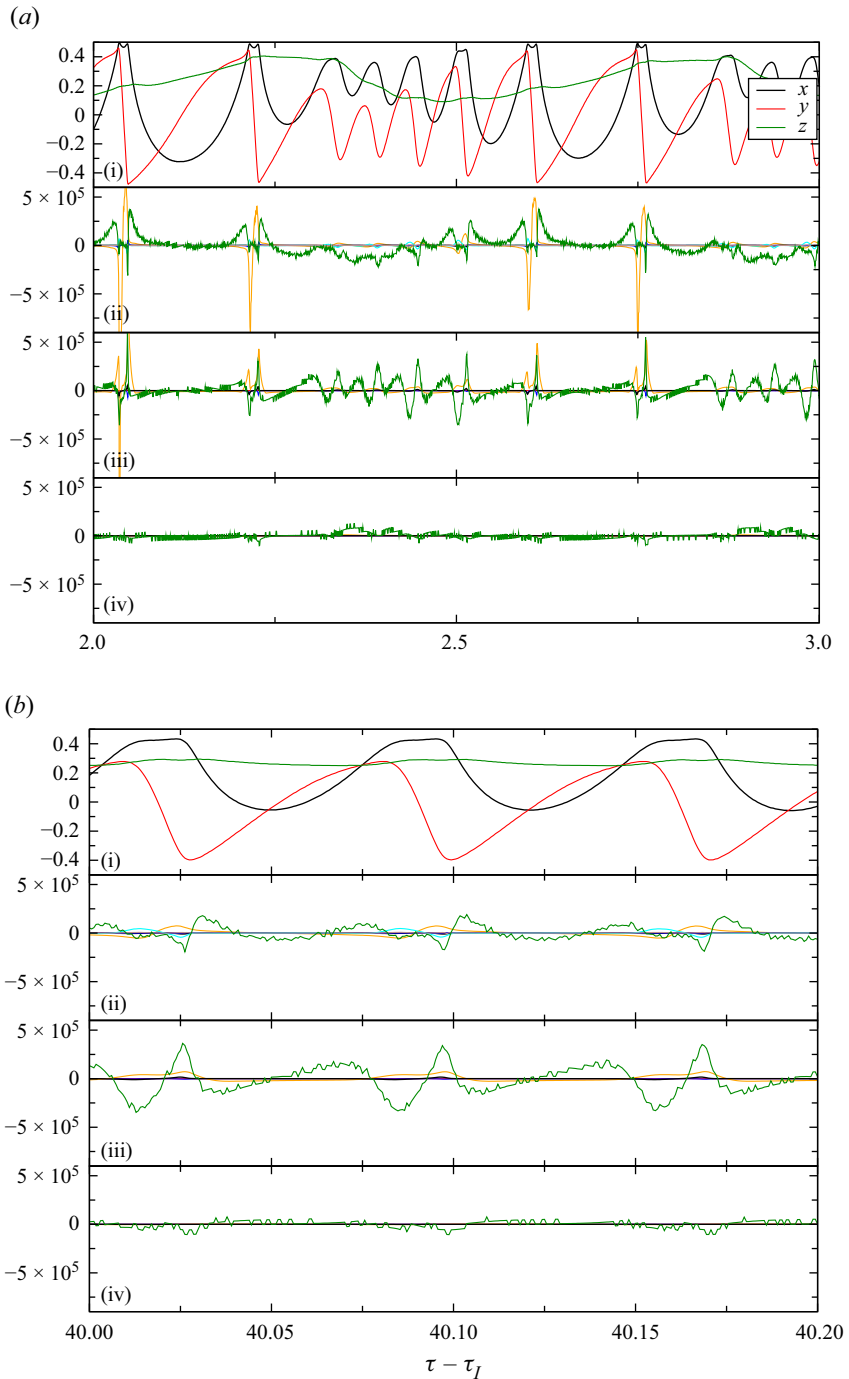 (a)
0.4
0.2
0
−0.2
−0.4
x
y
z
(i)
5 × 10⁵
0
−5 × 10⁵
(ii)
5 × 10⁵
0
−5 × 10⁵
(iii)
5 × 10⁵
0
−5 × 10⁵
(iv)
2.0 2.5 3.0
(b)
0.4
0.2
0
−0.2
−0.4
(i)
5 × 10⁵
0
−5 × 10⁵
(ii)
5 × 10⁵
0
−5 × 10⁵
(iii)
5 × 10⁵
0
−5 × 10⁵
(iv)
40.00 40.05 40.10 40.15 40.20
τ − τ_I